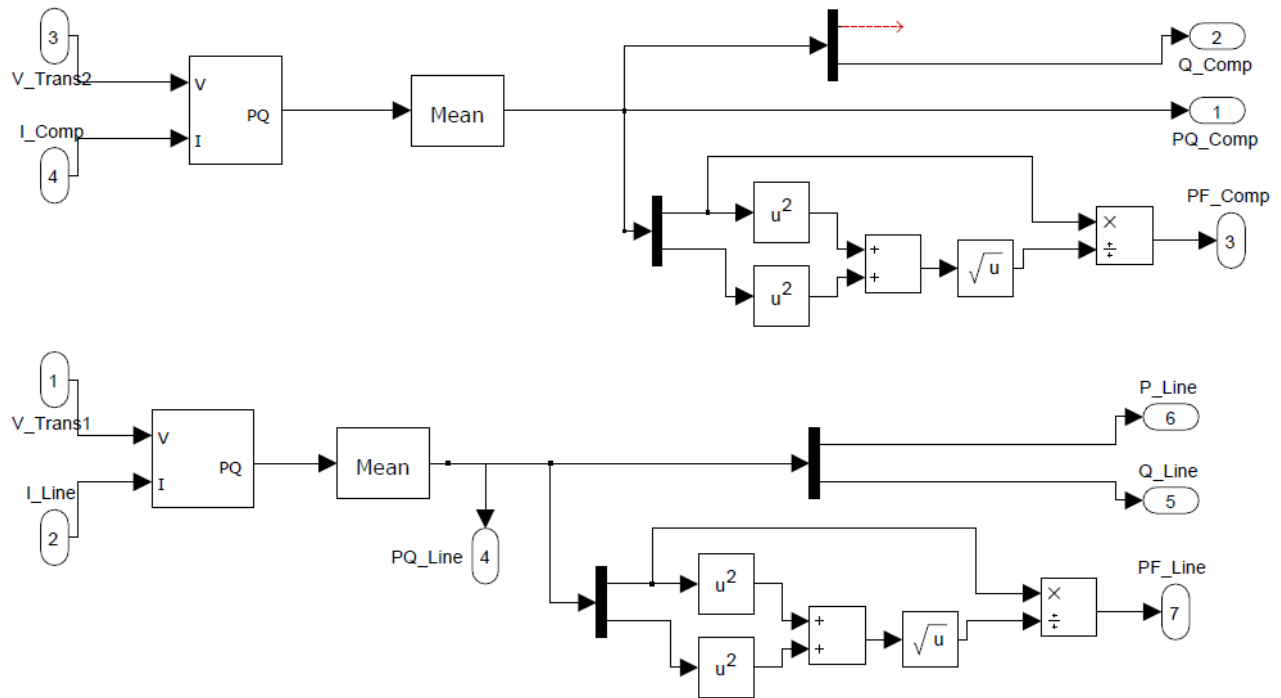 3
V_Trans2
I_Comp
4
V
I
PQ
Mean
2
Q_Comp
1
PQ_Comp
u²
u²
+
+
√u
×
÷
PF_Comp
3
1
V_Trans1
I_Line
2
V
I
PQ
Mean
PQ_Line
4
P_Line
6
Q_Line
5
u²
u²
+
+
√u
×
÷
PF_Line
7